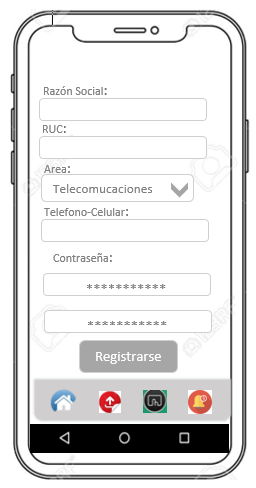 Razón Social:
RUC:
Area:
Telecomucaciones
Telefono-Celular:
Contraseña:
***********
***********
Registrarse